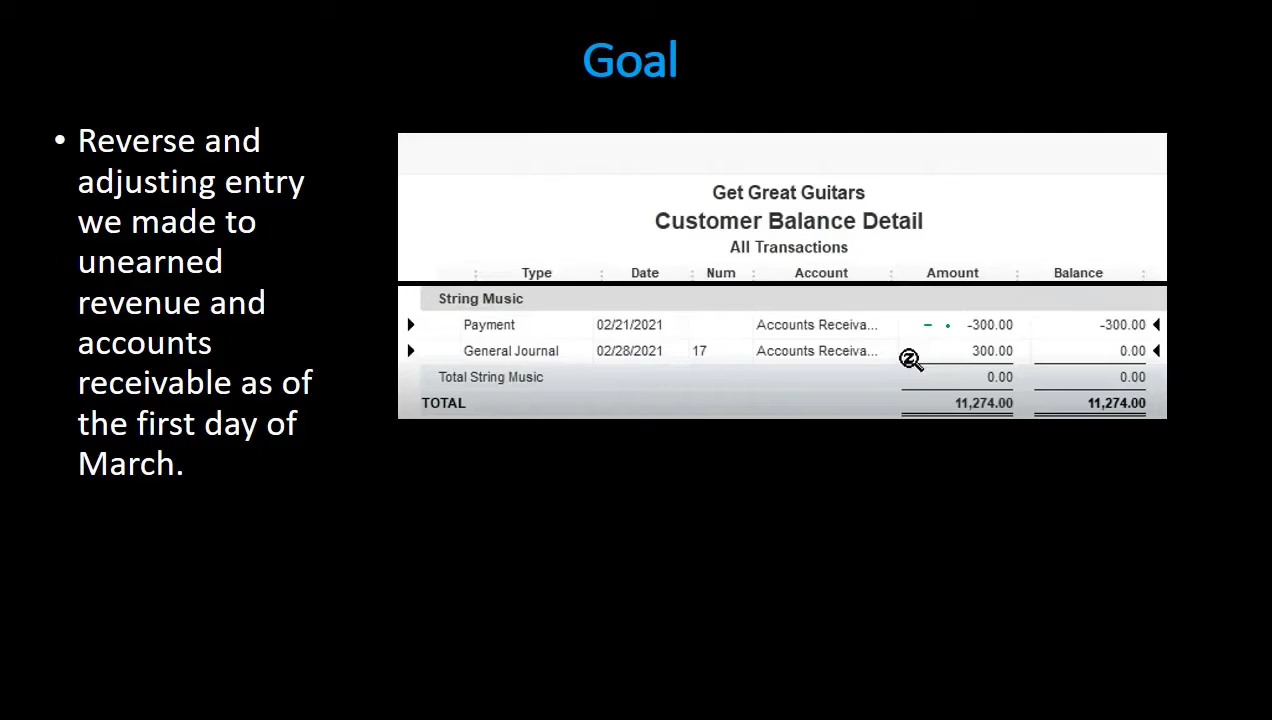 Goal
• Reverse and
adjusting entry
we made to
unearned
revenue and
accounts
receivable as of
the first day of
March.
Get Great Guitars
Customer Balance Detail
All Transactions
Type Date Num Account Amount Balance
String Music
Payment 02/21/2021 Accounts Receiva... -300.00 -300.00
General Journal 02/28/2021 17 Accounts Receiva... 300.00 0.00
Total String Music 0.00 0.00
TOTAL 11,274.00 11,274.00